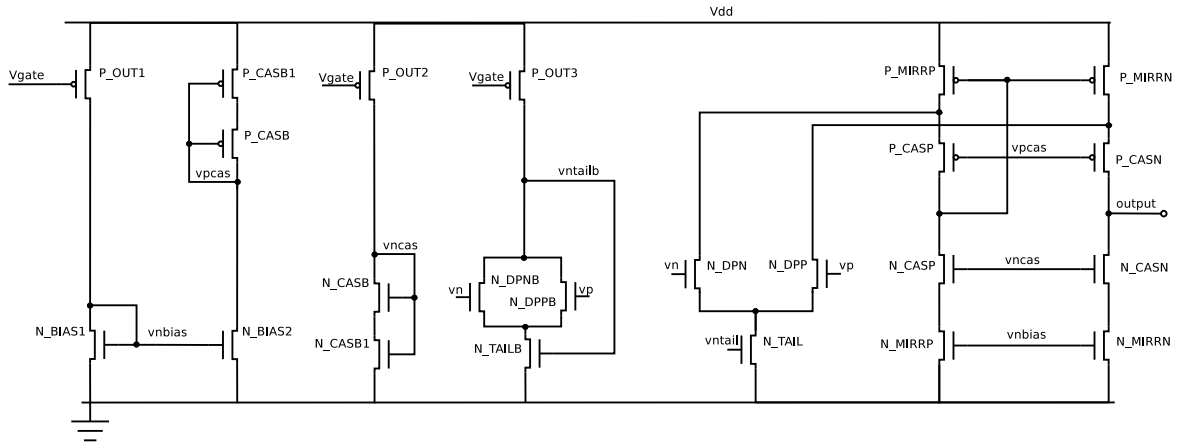 Vdd
P_OUT1
P_CASB1
P_OUT2
P_OUT3
P_MIRRP
P_MIRRN
Vgate
Vgate
Vgate
P_CASB
P_CASP
vpcas
P_CASN
vpcas
vntailb
output
vncas
vn
N_DPN
N_DPP
vp
N_CASP
vncas
N_CASN
N_CASB
vn
N_DPNB
N_DPPB
vp
N_BIAS1
vnbias
N_BIAS2
N_CASB1
N_TAILB
vntail
N_TAIL
N_MIRRP
vnbias
N_MIRRN